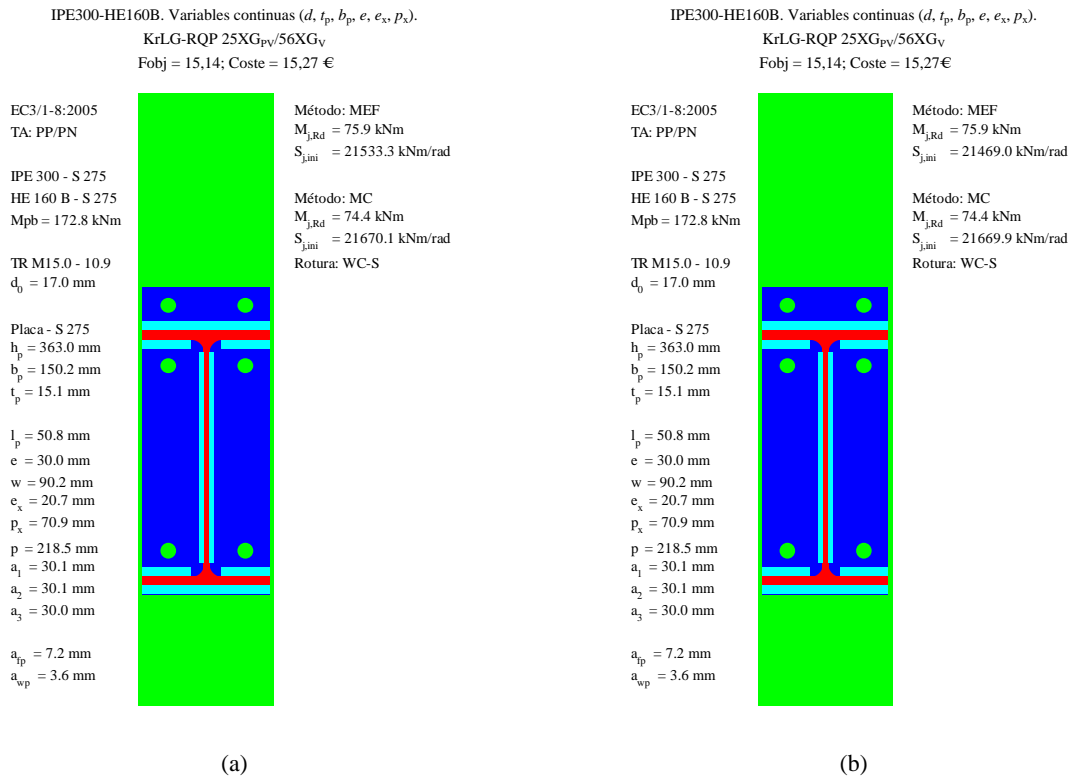 IPE300-HE160B. Variables continuas (d, tp, bp, e, ex, px).
KrLG-RQP 25XGPV/56XGV
Fobj = 15,14; Coste = 15,27 €
EC3/1-8:2005
TA: PP/PN
IPE 300 - S 275
HE 160 B - S 275
Mpb = 172.8 kNm
TR M15.0 - 10.9
d0 = 17.0 mm
Placa - S 275
hp = 363.0 mm
bp = 150.2 mm
tp = 15.1 mm
lp = 50.8 mm
e = 30.0 mm
w = 90.2 mm
ex = 20.7 mm
px = 70.9 mm
p = 218.5 mm
a1 = 30.1 mm
a2 = 30.1 mm
a3 = 30.0 mm
afp = 7.2 mm
awp = 3.6 mm
Método: MEF
Mj,Rd = 75.9 kNm
Sj,ini = 21533.3 kNm/rad
Método: MC
Mj,Rd = 74.4 kNm
Sj,ini = 21670.1 kNm/rad
Rotura: WC-S
(a)
IPE300-HE160B. Variables continuas (d, tp, bp, e, ex, px).
KrLG-RQP 25XGPV/56XGV
Fobj = 15,14; Coste = 15,27€
EC3/1-8:2005
TA: PP/PN
IPE 300 - S 275
HE 160 B - S 275
Mpb = 172.8 kNm
TR M15.0 - 10.9
d0 = 17.0 mm
Placa - S 275
hp = 363.0 mm
bp = 150.2 mm
tp = 15.1 mm
lp = 50.8 mm
e = 30.0 mm
w = 90.2 mm
ex = 20.7 mm
px = 70.9 mm
p = 218.5 mm
a1 = 30.1 mm
a2 = 30.1 mm
a3 = 30.0 mm
afp = 7.2 mm
awp = 3.6 mm
Método: MEF
Mj,Rd = 75.9 kNm
Sj,ini = 21469.0 kNm/rad
Método: MC
Mj,Rd = 74.4 kNm
Sj,ini = 21669.9 kNm/rad
Rotura: WC-S
(b)